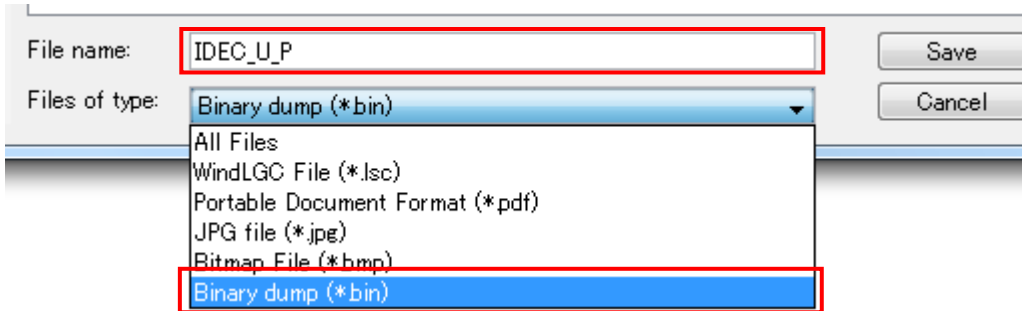 File name:
IDEC_U_P
Save
Files of type:
Binary dump (*.bin)
Cancel
All Files
WindLGC File (*.lsc)
Portable Document Format (*.pdf)
JPG file (*.jpg)
Bitmap File (*.bmp)
Binary dump (*.bin)